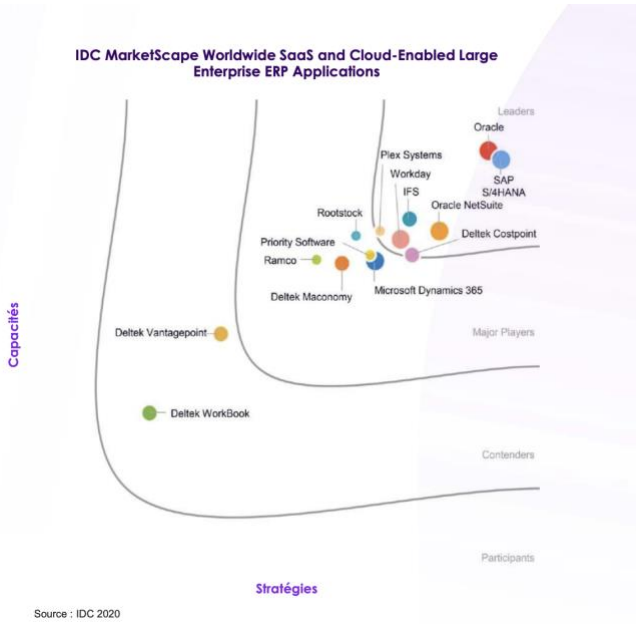 IDC MarketScape Worldwide SaaS and Cloud-Enabled Large
Enterprise ERP Applications
Leaders
Oracle
Plex Systems
Workday
SAP
S/4HANA
IFS
Oracle NetSuite
Rootstock
Deltek Costpoint
Priority Software
Ramco
Microsoft Dynamics 365
Deltek Maconomy
Deltek Vantagepoint
Major Players
Capacités
Deltek WorkBook
Contenders
Participants
Stratégies
Source : IDC 2020